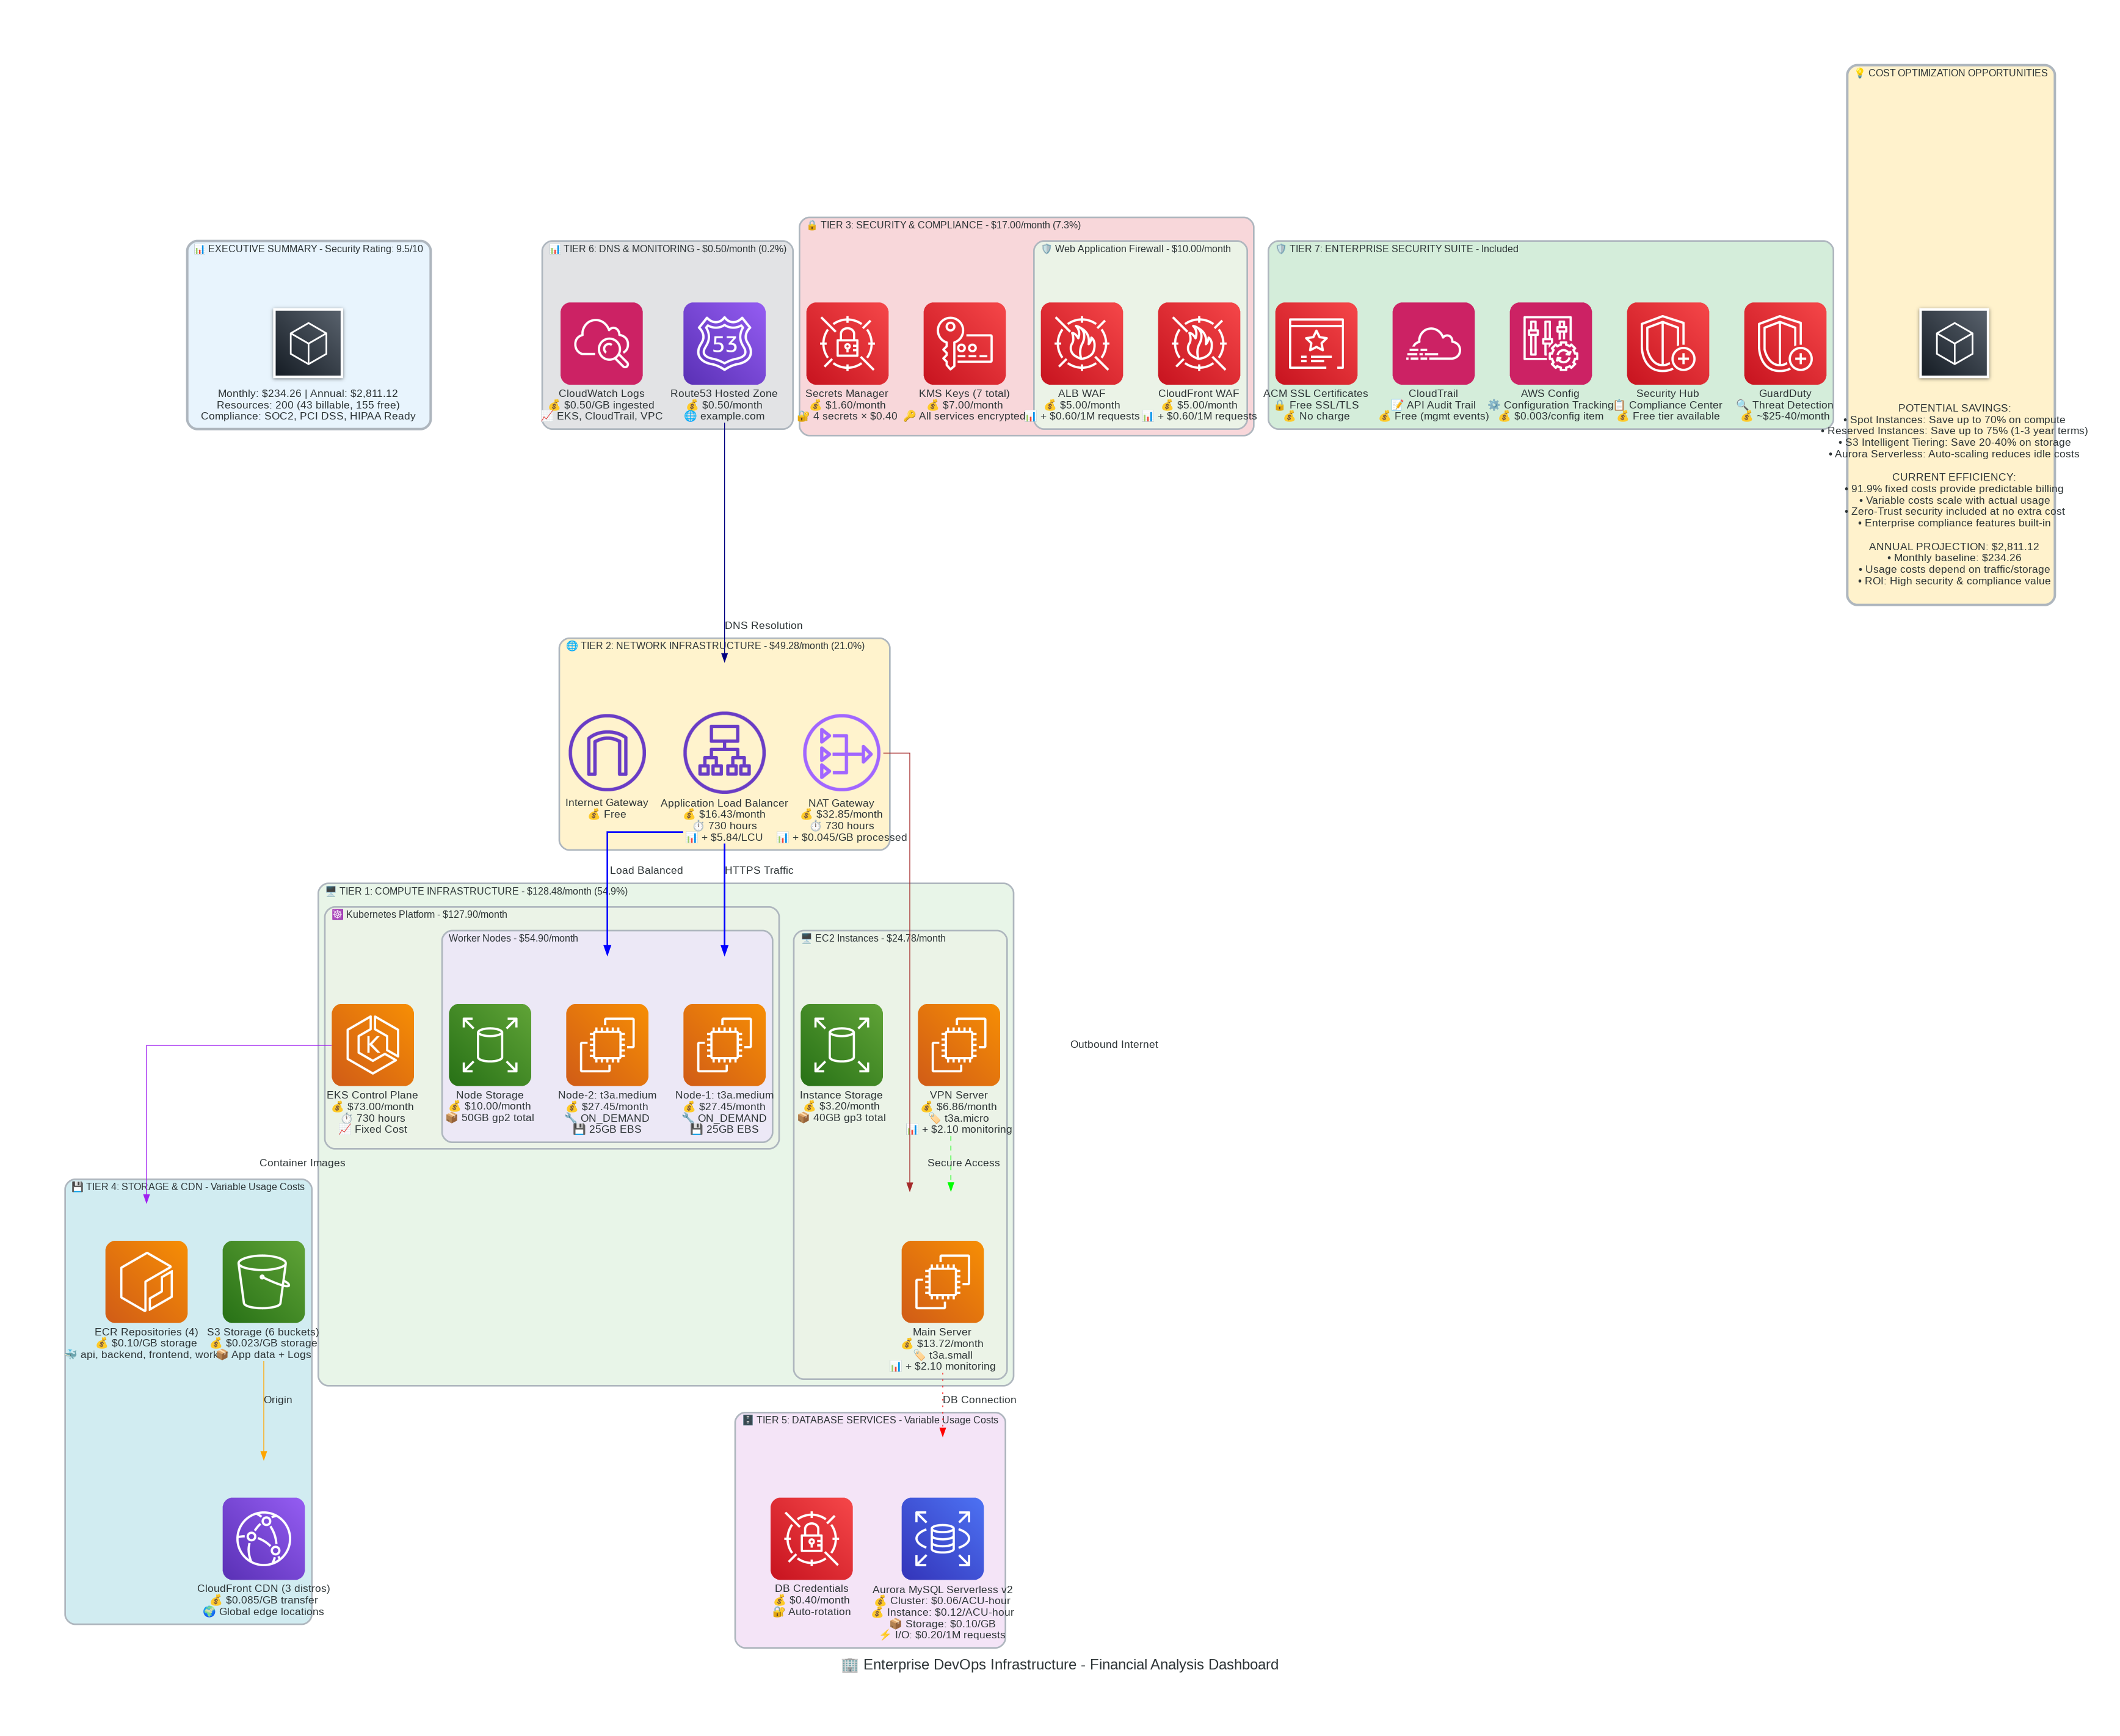 💡 COST OPTIMIZATION OPPORTUNITIES
📊 EXECUTIVE SUMMARY - Security Rating: 9.5/10
Monthly: $234.26 | Annual: $2,811.12
Resources: 200 (43 billable, 155 free)
Compliance: SOC2, PCI DSS, HIPAA Ready
📊 TIER 6: DNS & MONITORING - $0.50/month (0.2%)
CloudWatch Logs
💰 $0.50/GB ingested
📈 EKS, CloudTrail, VPC
53
Route53 Hosted Zone
💰 $0.50/month
🌐 example.com
🔒 TIER 3: SECURITY & COMPLIANCE - $17.00/month (7.3%)
Secrets Manager
💰 $1.60/month
🔐 4 secrets × $0.40
KMS Keys (7 total)
💰 $7.00/month
🔑 All services encrypted
🛡️ Web Application Firewall - $10.00/month
ALB WAF
💰 $5.00/month
📊 + $0.60/1M requests
CloudFront WAF
💰 $5.00/month
📊 + $0.60/1M requests
🛡️ TIER 7: ENTERPRISE SECURITY SUITE - Included
ACM SSL Certificates
🔒 Free SSL/TLS
💰 No charge
CloudTrail
📝 API Audit Trail
💰 Free (mgmt events)
AWS Config
⚙️ Configuration Tracking
💰 $0.003/config item
Security Hub
📋 Compliance Center
💰 Free tier available
GuardDuty
🔍 Threat Detection
💰 ~$25-40/month
POTENTIAL SAVINGS:
• Spot Instances: Save up to 70% on compute
• Reserved Instances: Save up to 75% (1-3 year terms)
• S3 Intelligent Tiering: Save 20-40% on storage
• Aurora Serverless: Auto-scaling reduces idle costs
CURRENT EFFICIENCY:
• 91.9% fixed costs provide predictable billing
• Variable costs scale with actual usage
• Zero-Trust security included at no extra cost
• Enterprise compliance features built-in
ANNUAL PROJECTION: $2,811.12
• Monthly baseline: $234.26
• Usage costs depend on traffic/storage
• ROI: High security & compliance value
DNS Resolution
🌐 TIER 2: NETWORK INFRASTRUCTURE - $49.28/month (21.0%)
Internet Gateway
💰 Free
Application Load Balancer
💰 $16.43/month
⏱️ 730 hours
📊 + $5.84/LCU
NAT Gateway
💰 $32.85/month
⏱️ 730 hours
📊 + $0.045/GB processed
Load Balanced
HTTPS Traffic
🖥️ TIER 1: COMPUTE INFRASTRUCTURE - $128.48/month (54.9%)
☸️ Kubernetes Platform - $127.90/month
Worker Nodes - $54.90/month
🖥️ EC2 Instances - $24.78/month
K
EKS Control Plane
💰 $73.00/month
⏱️ 730 hours
📈 Fixed Cost
Node Storage
💰 $10.00/month
📦 50GB gp2 total
Node-2: t3a.medium
💰 $27.45/month
🔧 ON_DEMAND
💾 25GB EBS
Node-1: t3a.medium
💰 $27.45/month
🔧 ON_DEMAND
💾 25GB EBS
Instance Storage
💰 $3.20/month
📦 40GB gp3 total
VPN Server
💰 $6.86/month
🏷️ t3a.micro
📊 + $2.10 monitoring
Outbound Internet
Container Images
Secure Access
💾 TIER 4: STORAGE & CDN - Variable Usage Costs
ECR Repositories (4)
💰 $0.10/GB storage
🐳 api, backend, frontend,
S3 Storage (6 buckets)
💰 $0.023/GB storage
📦 App data + Logs
Main Server
💰 $13.72/month
🏷️ t3a.small
📊 + $2.10 monitoring
Origin
DB Connection
🗄️ TIER 5: DATABASE SERVICES - Variable Usage Costs
CloudFront CDN (3 distros)
💰 $0.085/GB transfer
🌍 Global edge locations
DB Credentials
💰 $0.40/month
🔐 Auto-rotation
Aurora MySQL Serverless v2
💰 Cluster: $0.06/ACU-hour
💰 Instance: $0.12/ACU-hour
📦 Storage: $0.10/GB
⚡ I/O: $0.20/1M requests
🏢 Enterprise DevOps Infrastructure - Financial Analysis Dashboard